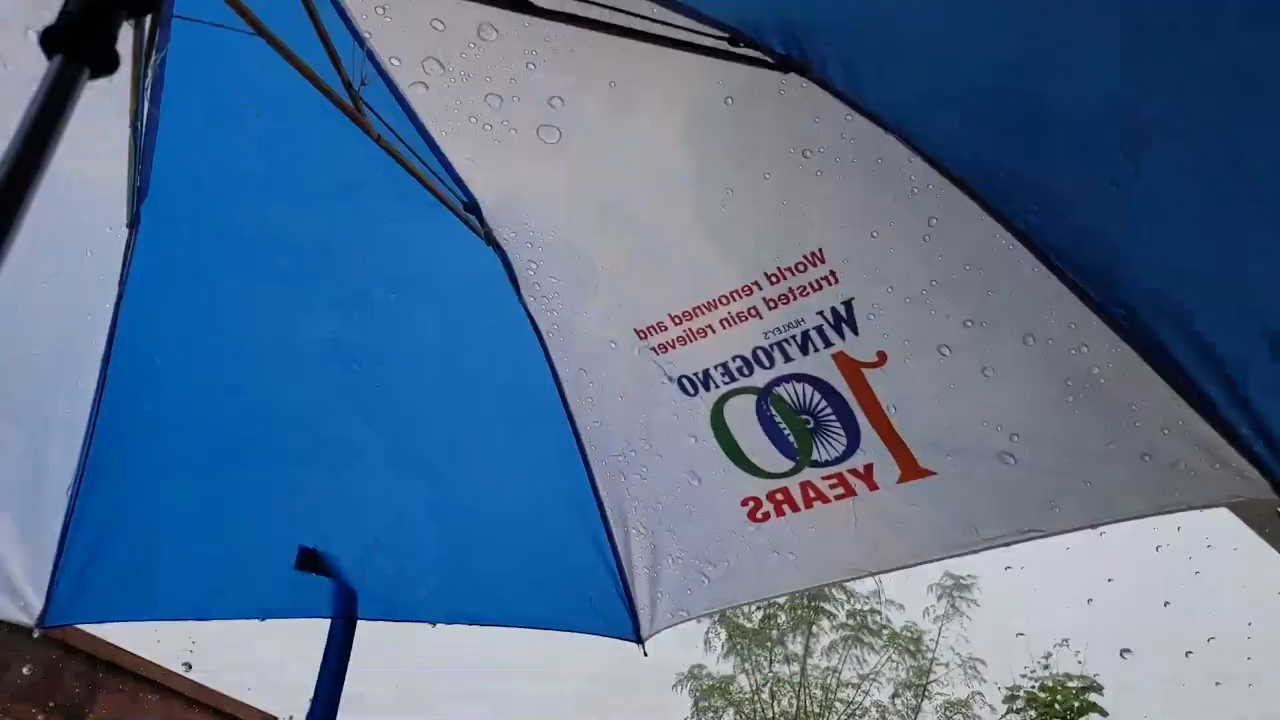 World renowned and
trusted pain reliever
HUXLEY'S
WINTOGENO
100
YEARS